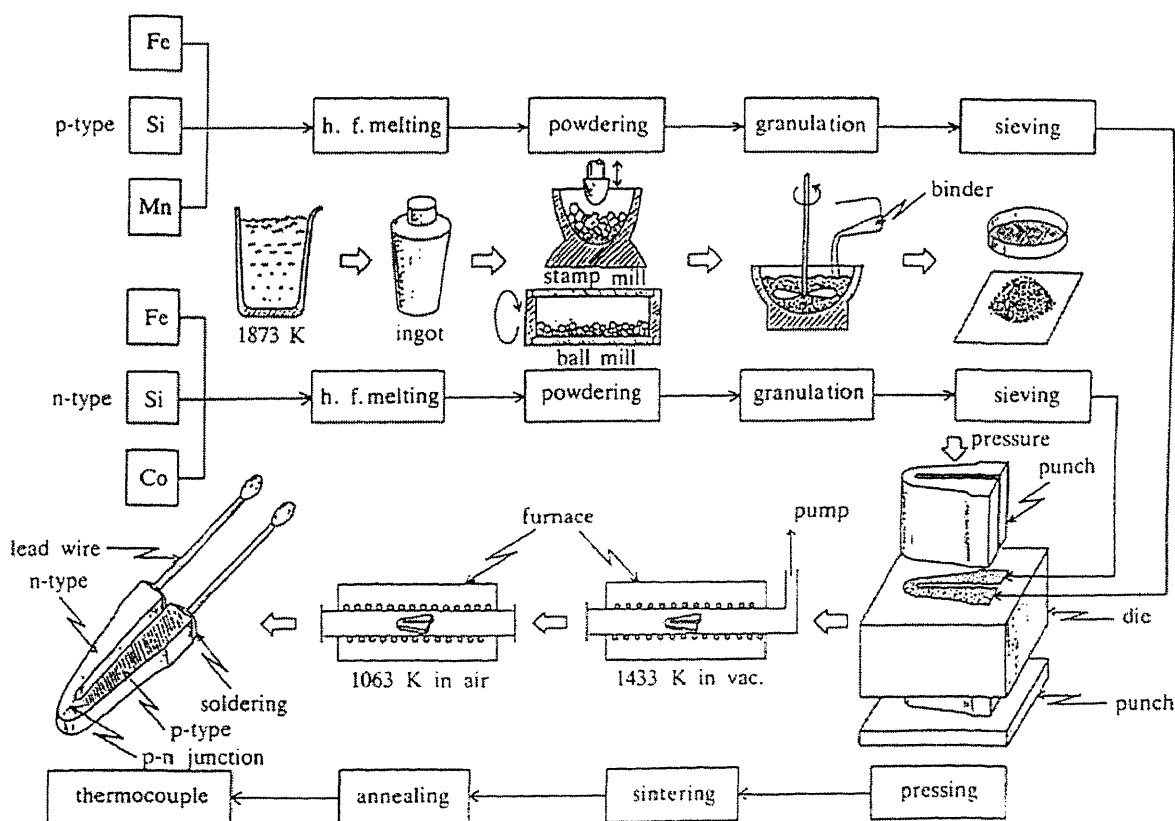 Fe
p-type Si h. f. melting powdering granulation sieving
Mn
binder
stamp mill
1873 K ingot
ball mill
Fe
n-type Si h. f. melting powdering granulation sieving
Co
pressure
punch
furnace pump
lead wire
n-type
die
1063 K in air 1433 K in vac.
soldering
punch
p-type
p-n junction
thermocouple annealing sintering pressing